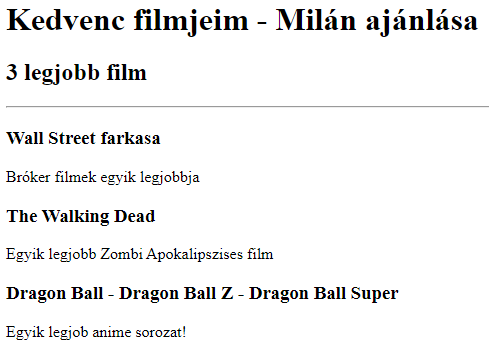 Kedvenc filmjeim - Milán ajánlása
3 legjobb film
Wall Street farkasa
Bróker filmek egyik legjobbja
The Walking Dead
Egyik legjobb Zombi Apokalipszises film
Dragon Ball - Dragon Ball Z - Dragon Ball Super
Egyik legjob anime sorozat!